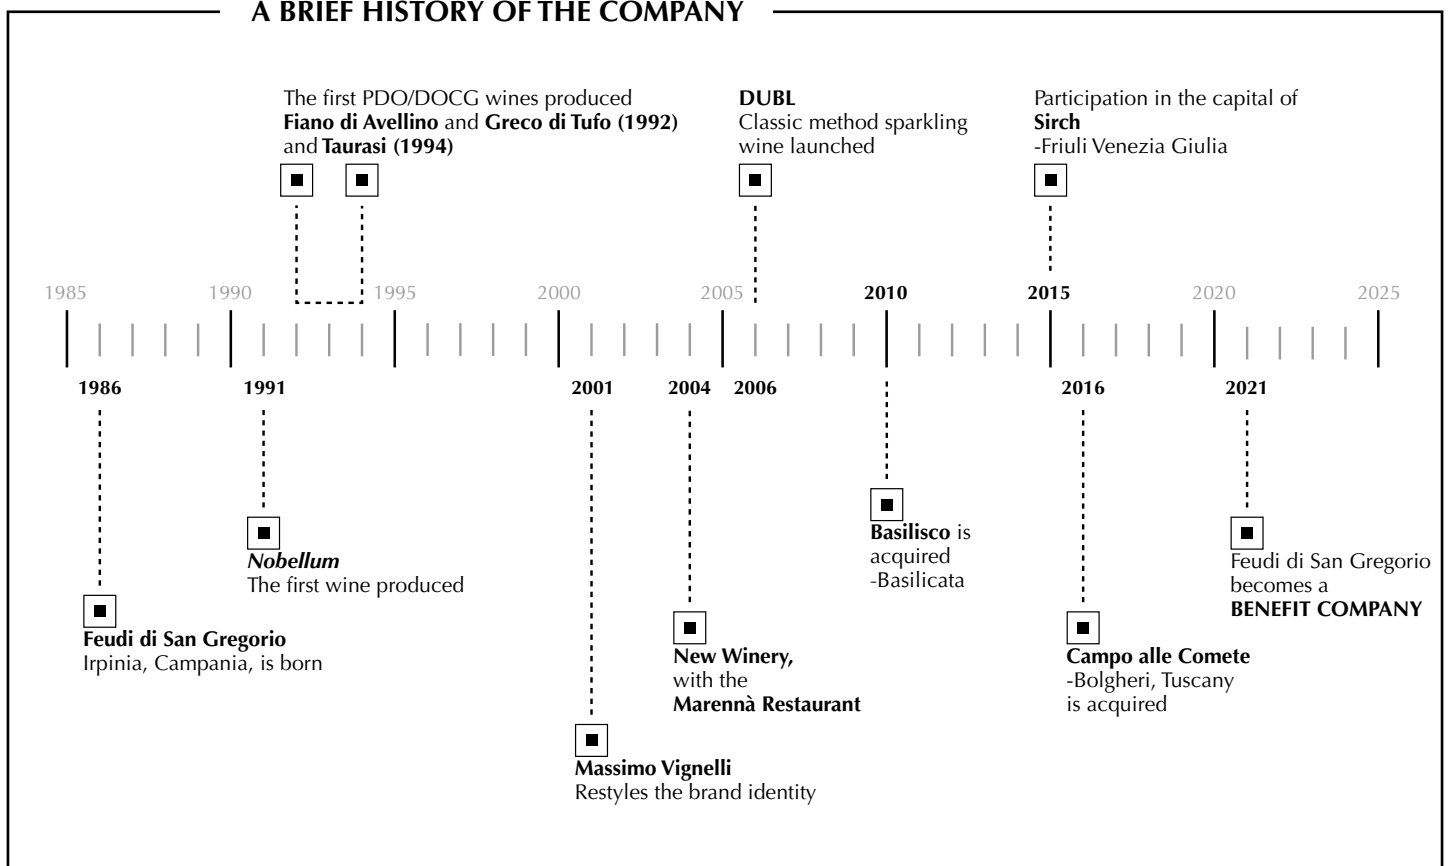 A BRIEF HISTORY OF THE COMPANY
The first PDO/DOCG wines produced
Fiano di Avellino and Greco di Tufo (1992)
and Taurasi (1994)
DUBL
Classic method sparkling
wine launched
Participation in the capital of
Sirch
-Friuli Venezia Giulia
1985 1990 1995 2000 2005 2010 2015 2020 2025
1986 1991 2001 2004 2006 2016 2021
Feudi di San Gregorio
Irpinia, Campania, is born
Nobellum
The first wine produced
Massimo Vignelli
Restyles the brand identity
New Winery,
with the
Marennà Restaurant
Basilisco is
acquired
-Basilicata
Campo alle Comete
-Bolgheri, Tuscany
is acquired
Feudi di San Gregorio
becomes a
BENEFIT COMPANY